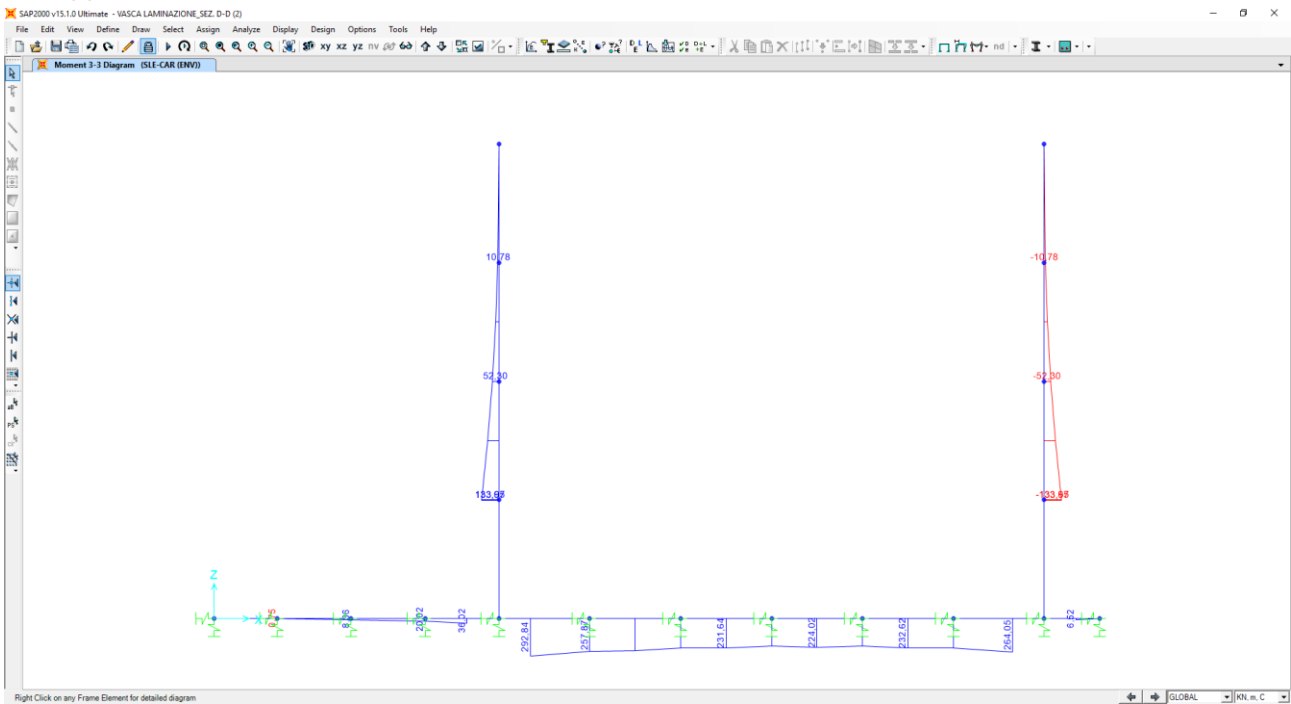 SAP2000 v15.1.0 Ultimate - VASCA LAMINAZIONE_SEZ. D-D (2)
File Edit View Define Draw Select Assign Analyze Display Design Options Tools Help
xy xz yz nv
nd
Moment 3-3 Diagram (SLE-CAR (ENV))
10,78
-10,78
52,30
-52,30
Z
X
20,02
36,02
292,84
257,87
231,64
224,02
232,62
264,05
6,52
Right Click on any Frame Element for detailed diagram
GLOBAL
KN, m, C